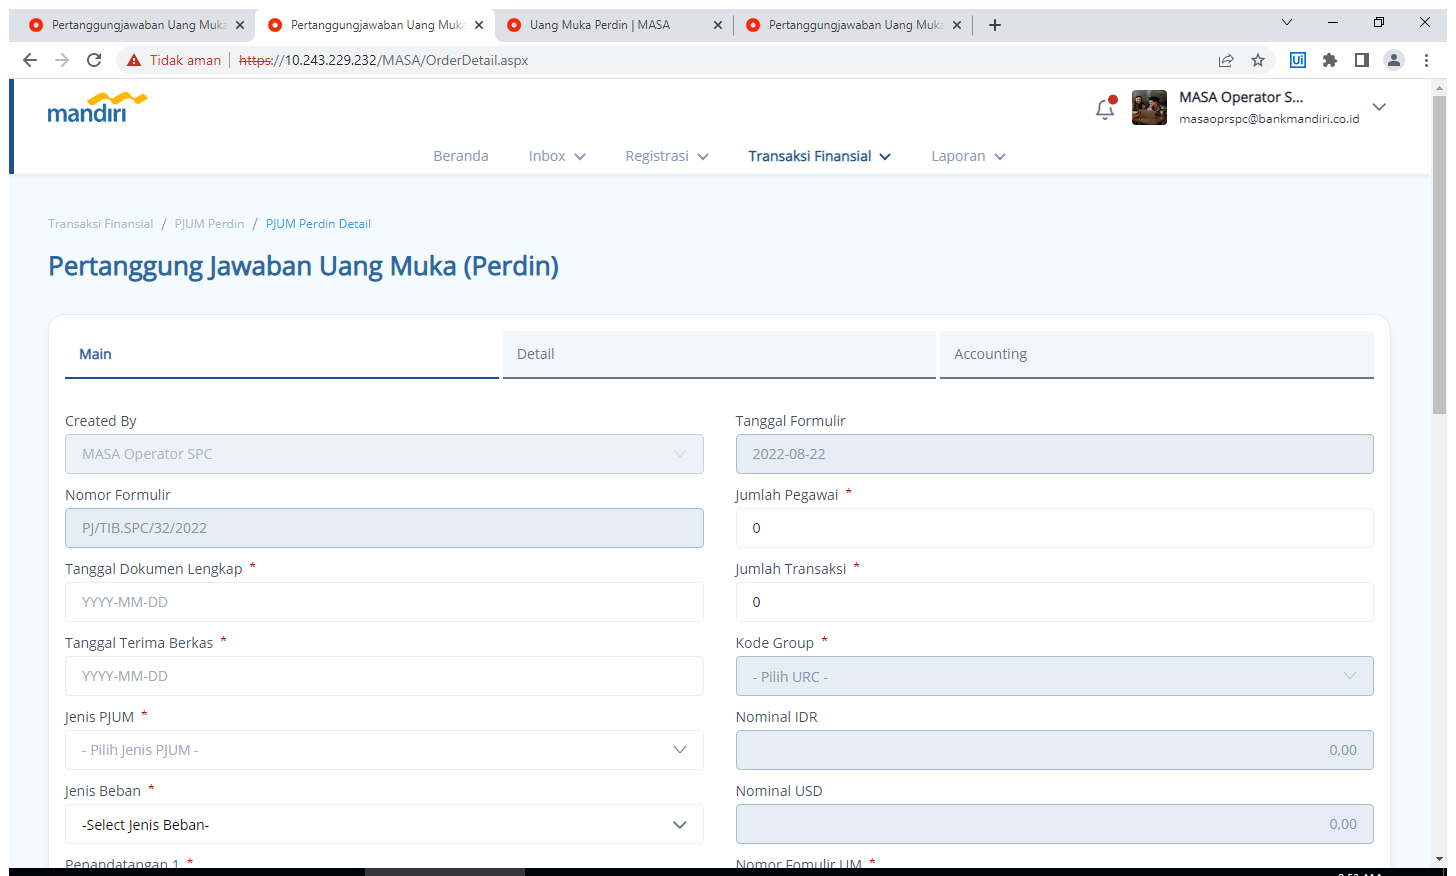 Pertanggungjawaban Uang Muka
Pertanggungjawaban Uang Muka
Uang Muka Perdin | MASA
Pertanggungjawaban Uang Muka
Tidak aman
https://10.243.229.232/MASA/OrderDetail.aspx
Ui
mandiri
MASA Operator S...
masaoprspc@bankmandiri.co.id
Beranda
Inbox
Registrasi
Transaksi Finansial
Laporan
Transaksi Finansial / PJUM Perdin / PJUM Perdin Detail
Pertanggung Jawaban Uang Muka (Perdin)
Main
Detail
Accounting
Created By
MASA Operator SPC
Tanggal Formulir
2022-08-22
Nomor Formulir
PJ/TIB.SPC/32/2022
Jumlah Pegawai *
0
Tanggal Dokumen Lengkap *
YYYY-MM-DD
Jumlah Transaksi *
0
Tanggal Terima Berkas *
YYYY-MM-DD
Kode Group *
- Pilih URC -
Jenis PJUM *
- Pilih Jenis PJUM -
Nominal IDR
0,00
Jenis Beban *
-Select Jenis Beban-
Nominal USD
0,00
Penandatangan 1 *
Nomor Fomulir UM *